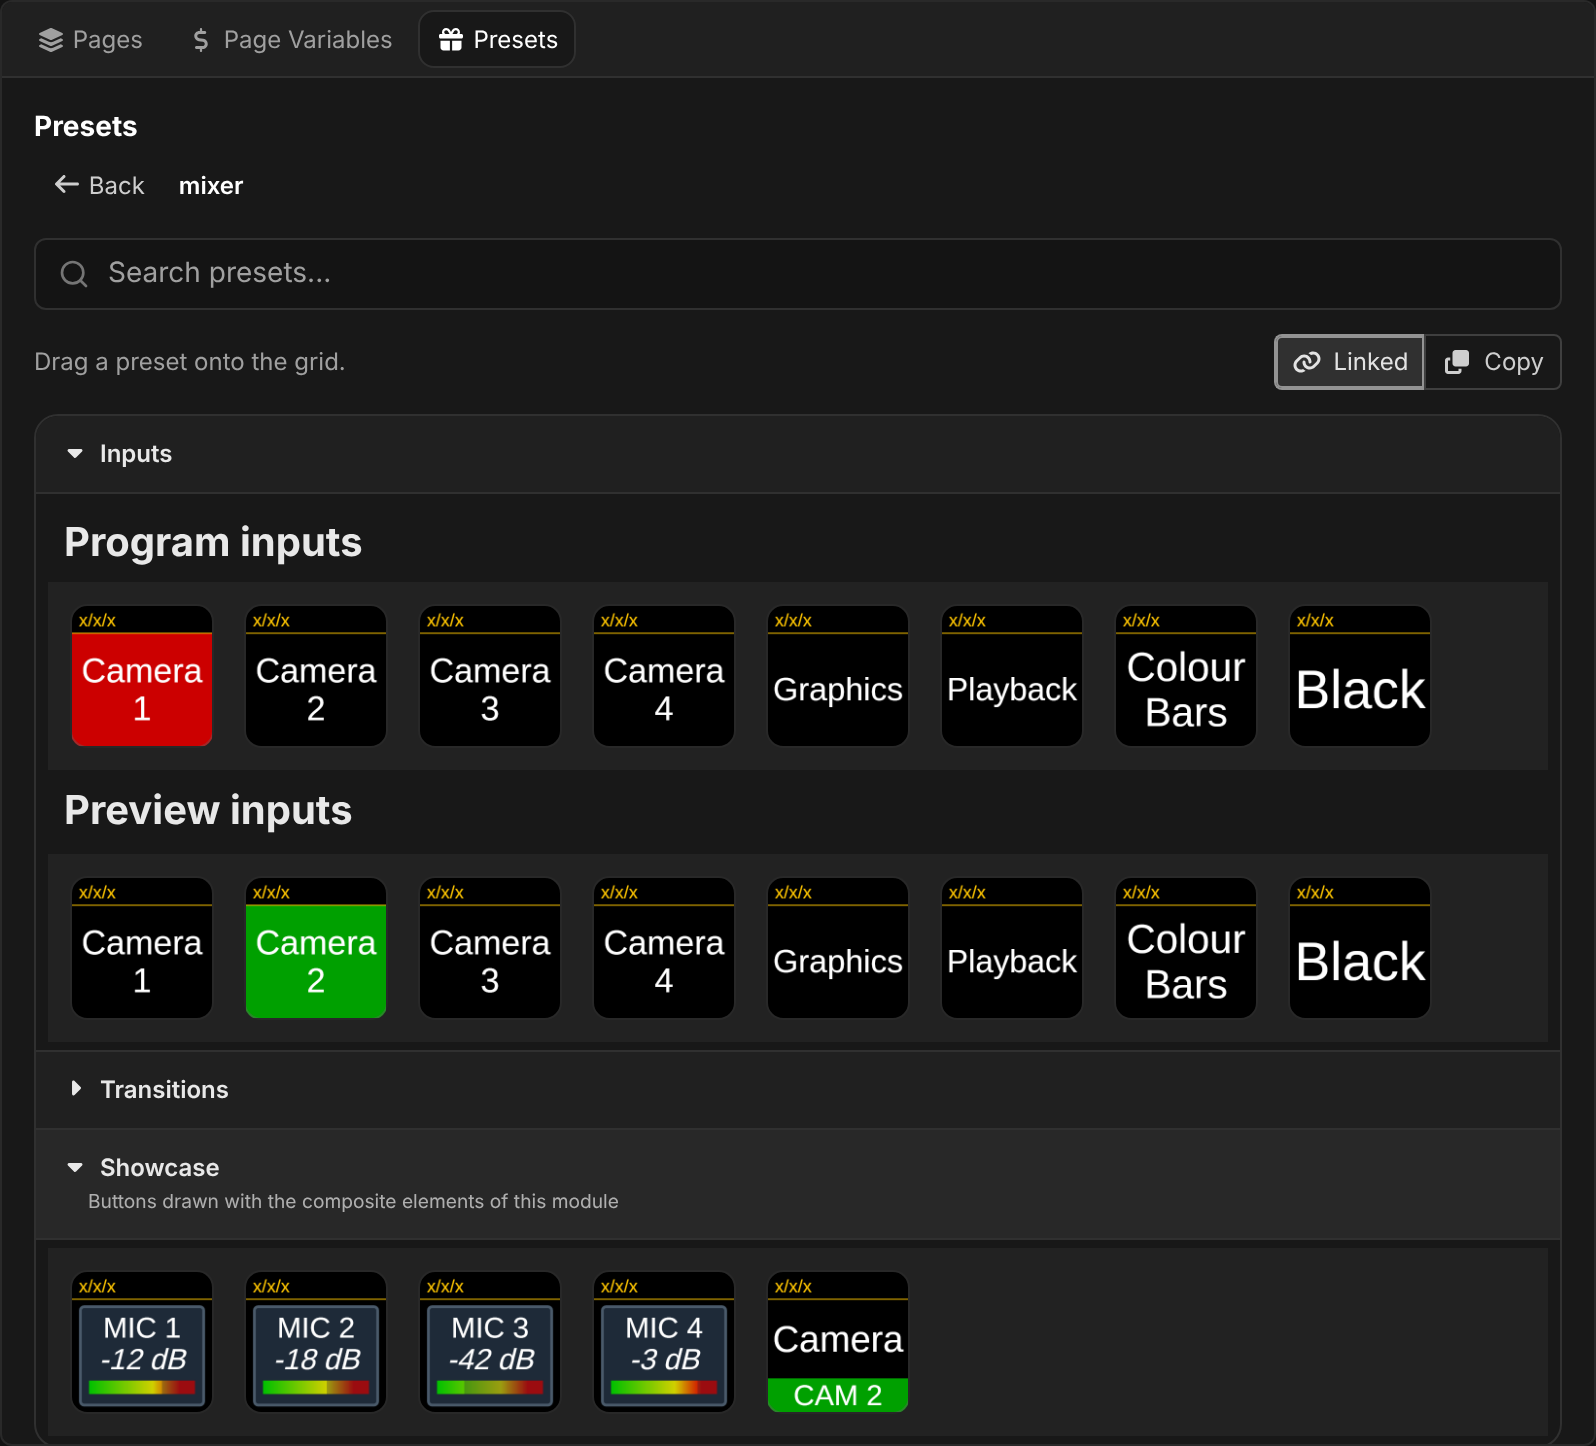 Pages
Page Variables
Presets
Presets
Back
mixer
Search presets...
Drag a preset onto the grid.
Linked
Copy
Inputs
Program inputs
x/x/x
Camera
1
x/x/x
Camera
2
x/x/x
Camera
3
x/x/x
Camera
4
x/x/x
Graphics
x/x/x
Playback
x/x/x
Colour
Bars
x/x/x
Black
Preview inputs
x/x/x
Camera
1
x/x/x
Camera
2
x/x/x
Camera
3
x/x/x
Camera
4
x/x/x
Graphics
x/x/x
Playback
x/x/x
Colour
Bars
x/x/x
Black
Transitions
Showcase
Buttons drawn with the composite elements of this module
x/x/x
MIC 1
-12 dB
x/x/x
MIC 2
-18 dB
x/x/x
MIC 3
-42 dB
x/x/x
MIC 4
-3 dB
x/x/x
Camera
CAM 2